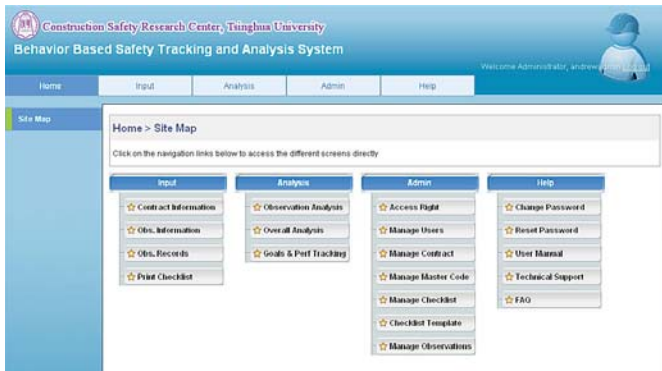 Construction Safety Research Center, Tsinghua University
Behavior Based Safety Tracking and Analysis System
Welcome Administrator, andrew
Home Input Analysis Admin Help
Site Map
Home > Site Map
Click on the navigation links below to access the different screens directly
Input
Contract Information
Obs. Information
Obs. Records
Print Checklist
Analysis
Observation Analysis
Overall Analysis
Goals & Perf Tracking
Admin
Access Right
Manage Users
Manage Contract
Manage Master Code
Manage Checklist
Checklist Template
Manage Observations
Help
Change Password
Reset Password
User Manual
Technical Support
FAQ